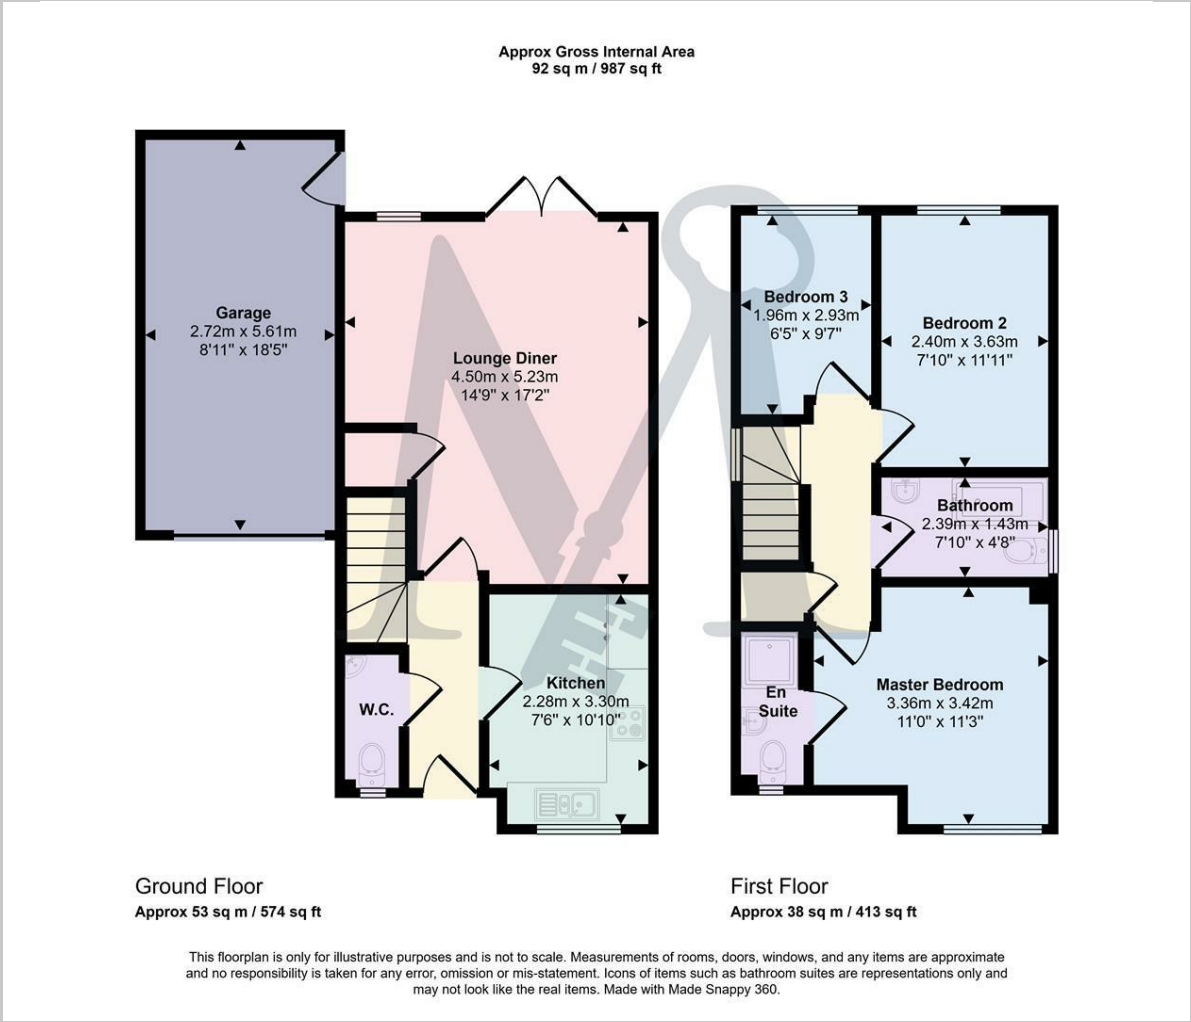 Approx Gross Internal Area
92 sq m / 987 sq ft
Garage
2.72m x 5.61m
8'11" x 18'5"
Lounge Diner
4.50m x 5.23m
14'9" x 17'2"
Kitchen
2.28m x 3.30m
7'6" x 10'10"
W.C.
Bedroom 3
1.96m x 2.93m
6'5" x 9'7"
Bedroom 2
2.40m x 3.63m
7'10" x 11'11"
Bathroom
2.39m x 1.43m
7'10" x 4'8"
Master Bedroom
3.36m x 3.42m
11'0" x 11'3"
En
Suite
Ground Floor
Approx 53 sq m / 574 sq ft
First Floor
Approx 38 sq m / 413 sq ft
This floorplan is only for illustrative purposes and is not to scale. Measurements of rooms, doors, windows, and any items are approximate
and no responsibility is taken for any error, omission or mis-statement. Icons of items such as bathroom suites are representations only and
may not look like the real items. Made with Made Snappy 360.